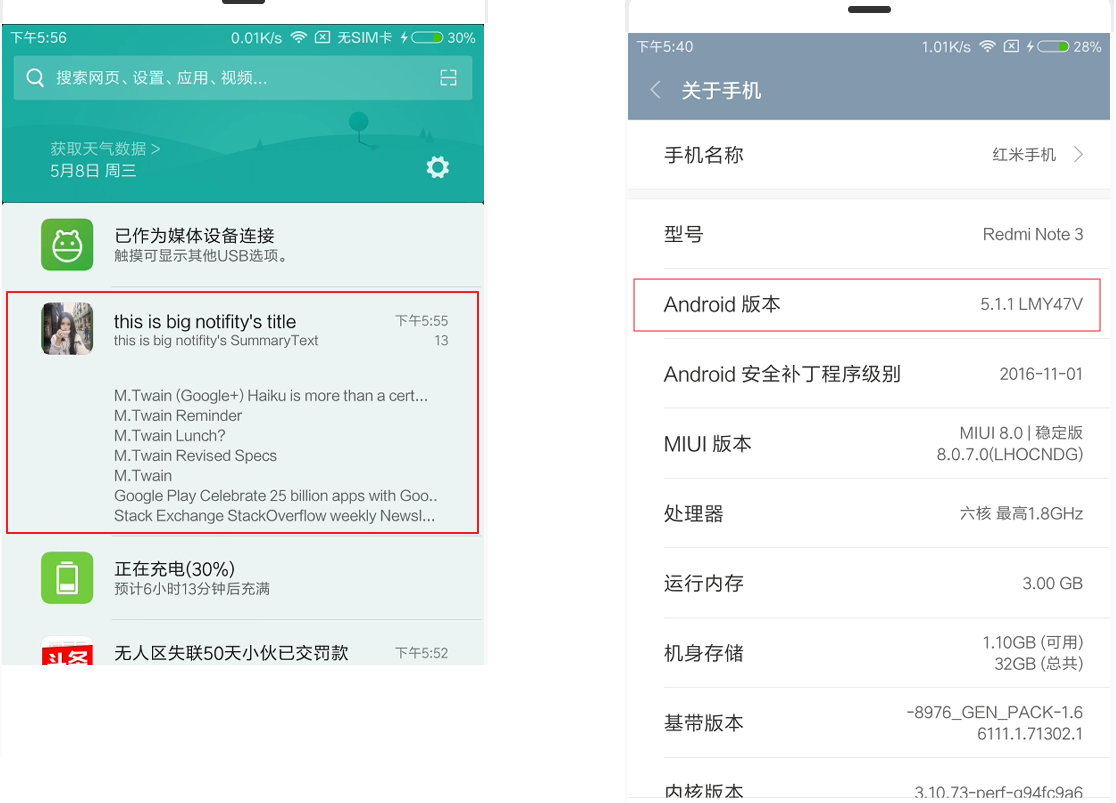 下午5:56 0.01K/s 无SIM卡 30%
搜索网页、设置、应用、视频...
获取天气数据 >
5月8日 周三
已作为媒体设备连接
触摸可显示其他USB选项。
this is big notifity's title 下午5:55
this is big notifity's SummaryText 13
M.Twain (Google+) Haiku is more than a cert...
M.Twain Reminder
M.Twain Lunch?
M.Twain Revised Specs
M.Twain
Google Play Celebrate 25 billion apps with Goo..
Stack Exchange StackOverflow weekly Newsl...
正在充电(30%)
预计6小时13分钟后充满
头条
无人区失联50天小伙已交罚款 下午5:52
下午5:40 1.01K/s 28%
关于手机
手机名称 红米手机
型号 Redmi Note 3
Android 版本 5.1.1 LMY47V
Android 安全补丁程序级别 2016-11-01
MIUI 版本 MIUI 8.0 | 稳定版
8.0.7.0(LHOCNDG)
处理器 六核 最高1.8GHz
运行内存 3.00 GB
机身存储 1.10GB (可用)
32GB (总共)
基带版本 -8976_GEN_PACK-1.6
6111.1.71302.1
内核版本 3.10.73-perf-g94fc9a6